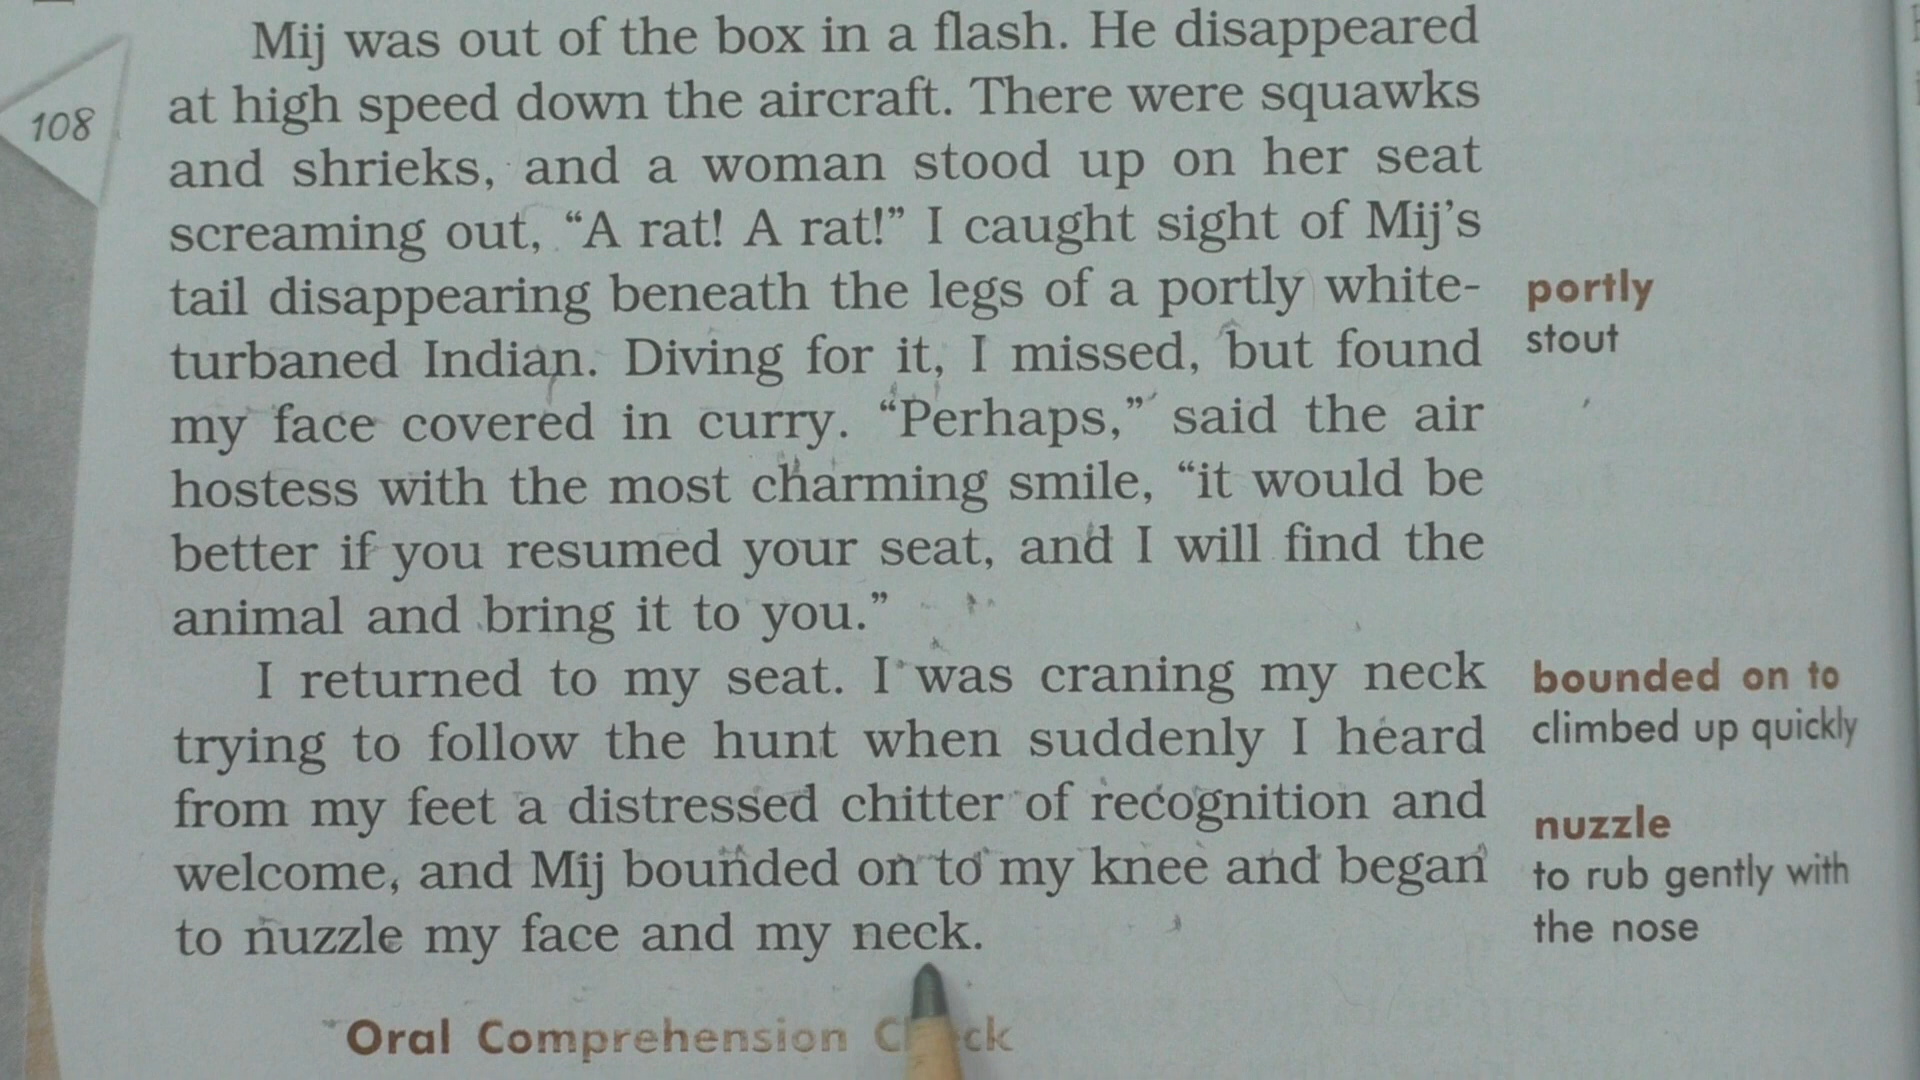 Mij was out of the box in a flash. He disappeared
108
at high speed down the aircraft. There were squawks
and shrieks, and a woman stood up on her seat
screaming out, “A rat! A rat!” I caught sight of Mij’s
tail disappearing beneath the legs of a portly white-
portly
turbaned Indian. Diving for it, I missed, but found
stout
my face covered in curry. “Perhaps,” said the air
hostess with the most charming smile, “it would be
better if you resumed your seat, and I will find the
animal and bring it to you.”
I returned to my seat. I was craning my neck
bounded on to
trying to follow the hunt when suddenly I heard
climbed up quickly
from my feet a distressed chitter of recognition and
nuzzle
welcome, and Mij bounded on to my knee and began
to rub gently with
to nuzzle my face and my neck.
the nose
Oral Comprehension Check